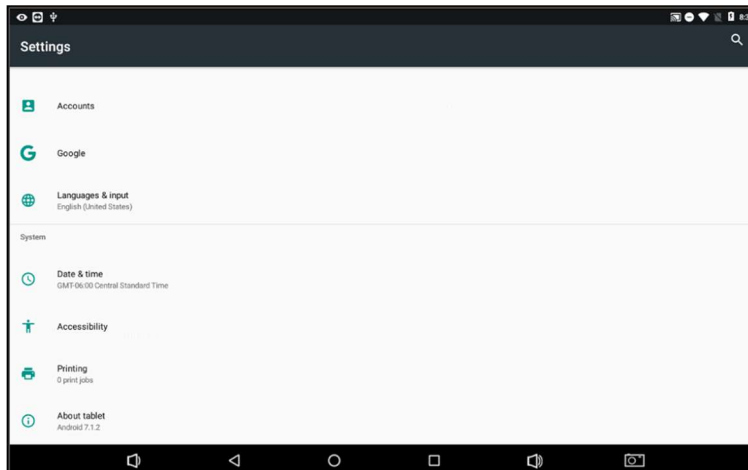 Settings
Accounts
Google
Languages & input
English (United States)
System
Date & time
GMT-06:00 Central Standard Time
Accessibility
Printing
0 print jobs
About tablet
Android 7.1.2